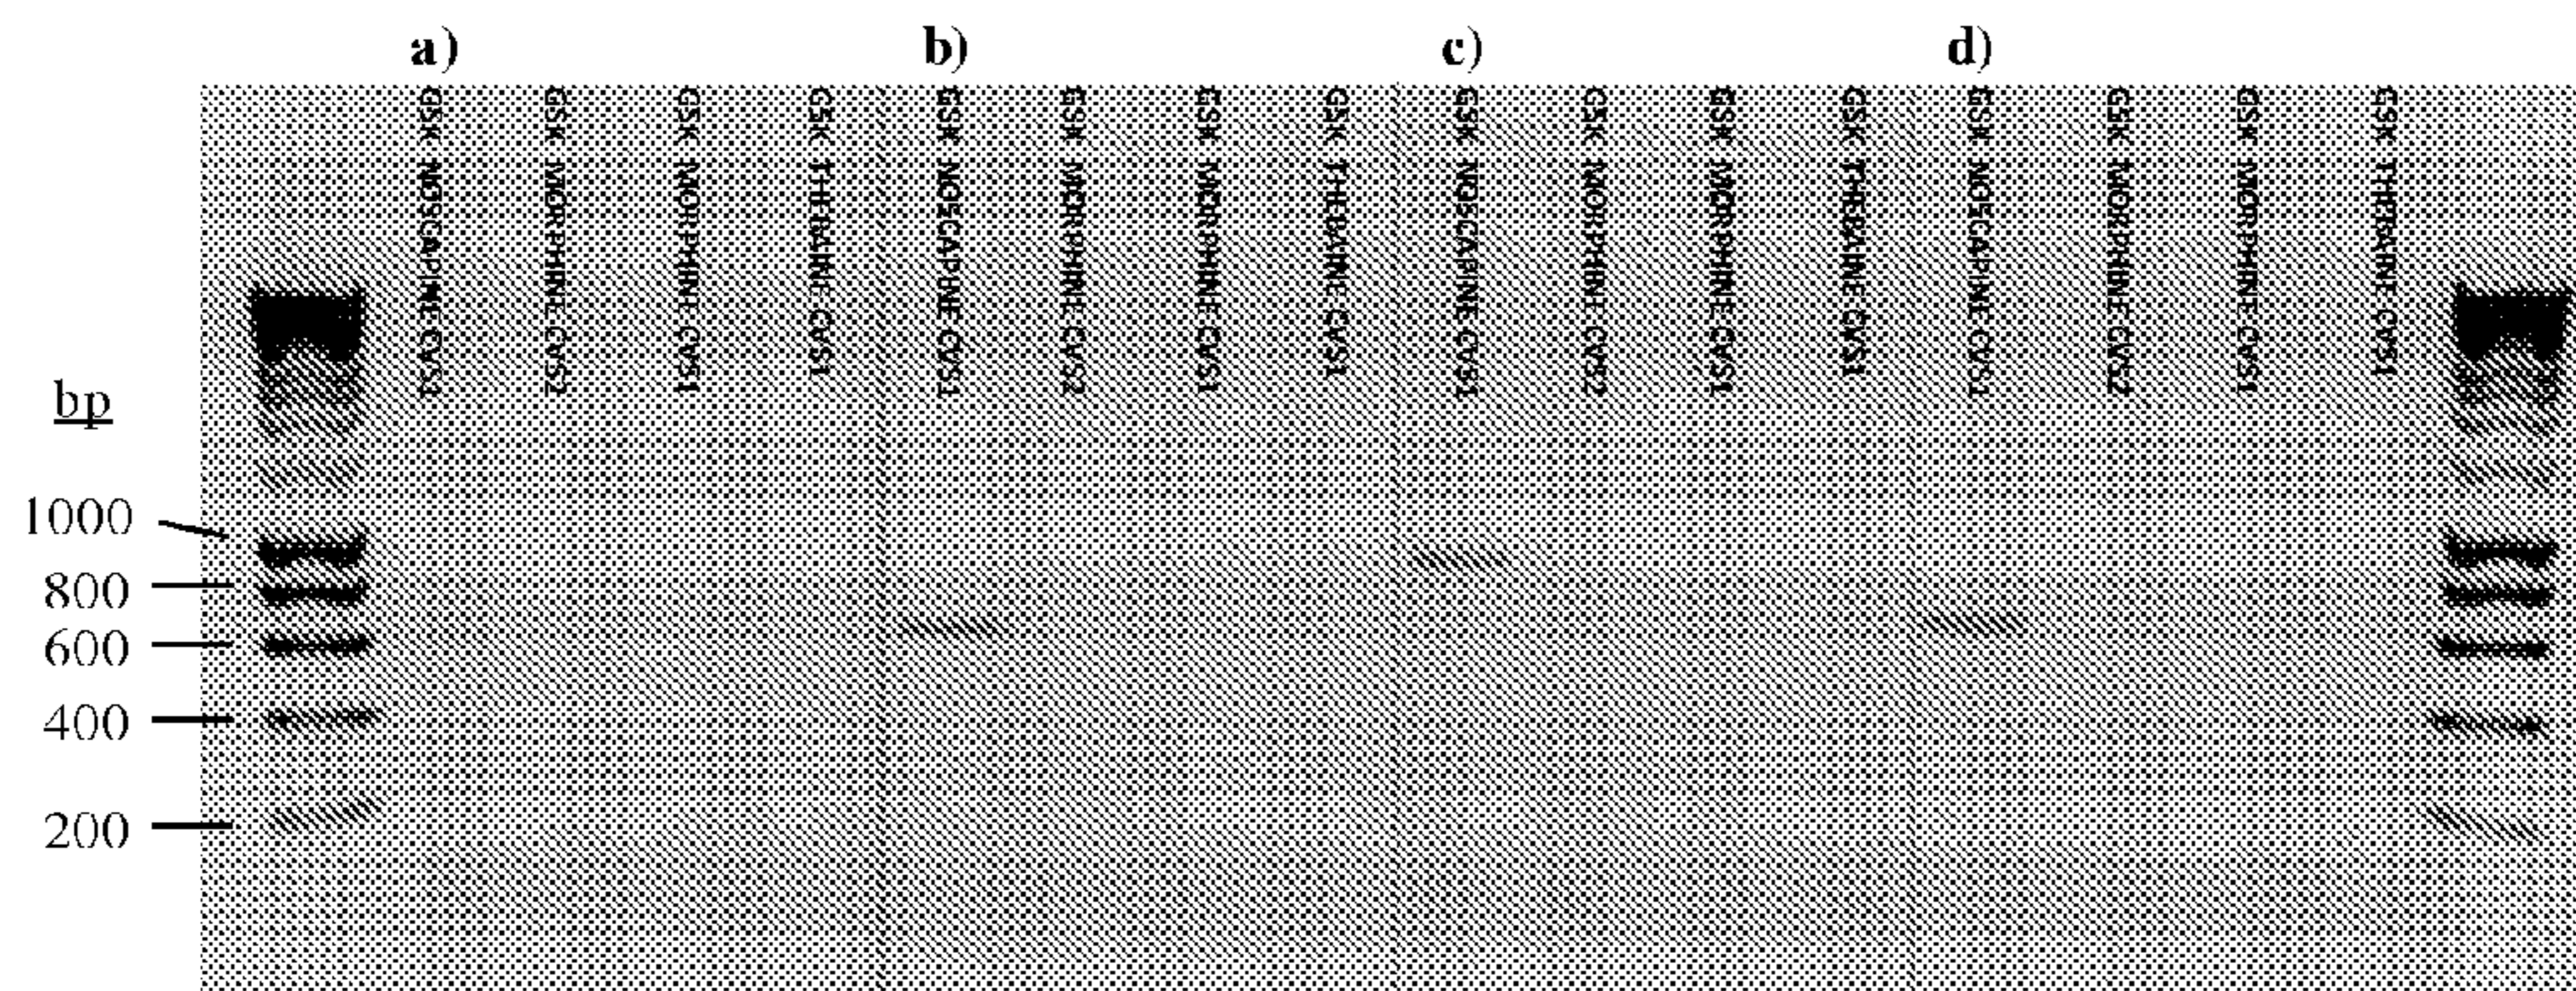 a) b) c) d)
GSK NOSCAPINE CVS1
GSK MORPHINE CVS2
GSK MORPHINE CVS1
GSK THEBAINE CVS1
GSK NOSCAPINE CVS1
GSK MORPHINE CVS2
GSK MORPHINE CVS1
GSK THEBAINE CVS1
GSK NOSCAPINE CVS1
GSK MORPHINE CVS2
GSK MORPHINE CVS1
GSK THEBAINE CVS1
GSK NOSCAPINE CVS1
GSK MORPHINE CVS2
GSK MORPHINE CVS1
GSK THEBAINE CVS1
bp
1000
800
600
400
200